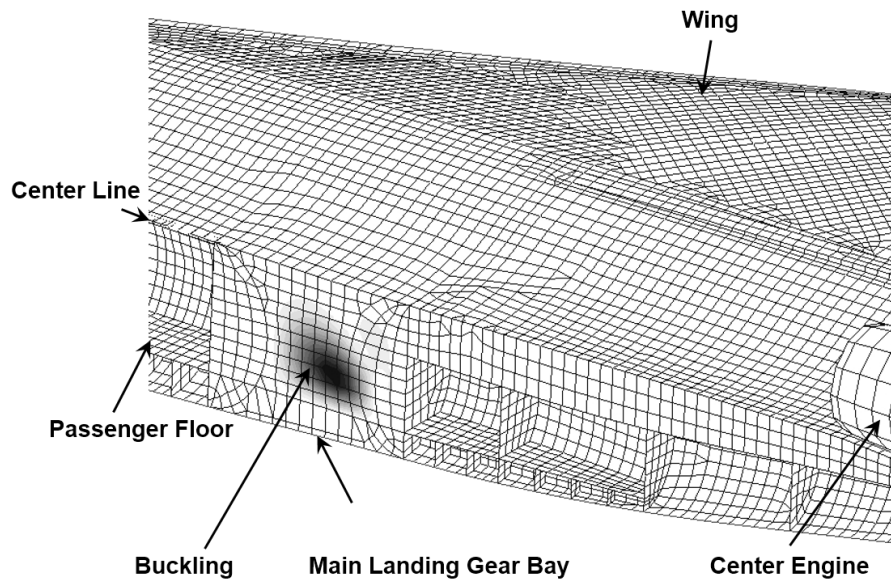 Wing
Center Line
Passenger Floor
Buckling
Main Landing Gear Bay
Center Engine